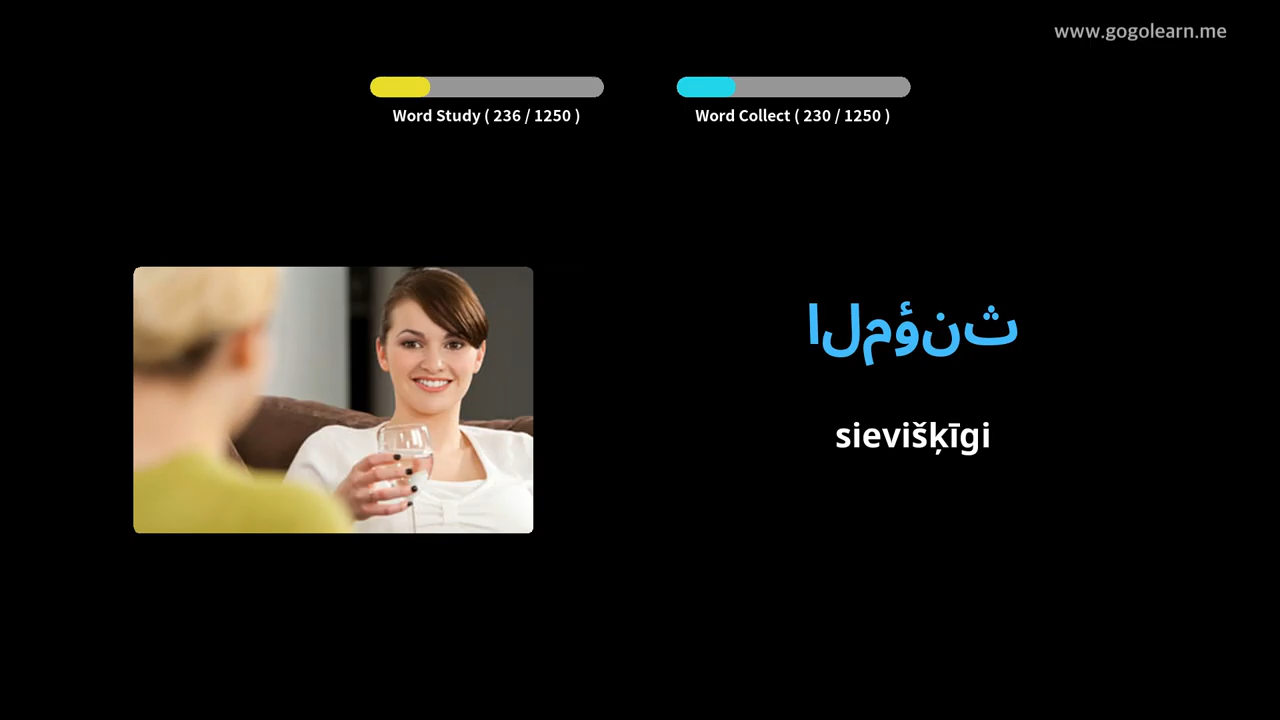 www.gogolearn.me
Word Study ( 236 / 1250 )
Word Collect ( 230 / 1250 )
المؤنث
sievišķīgi